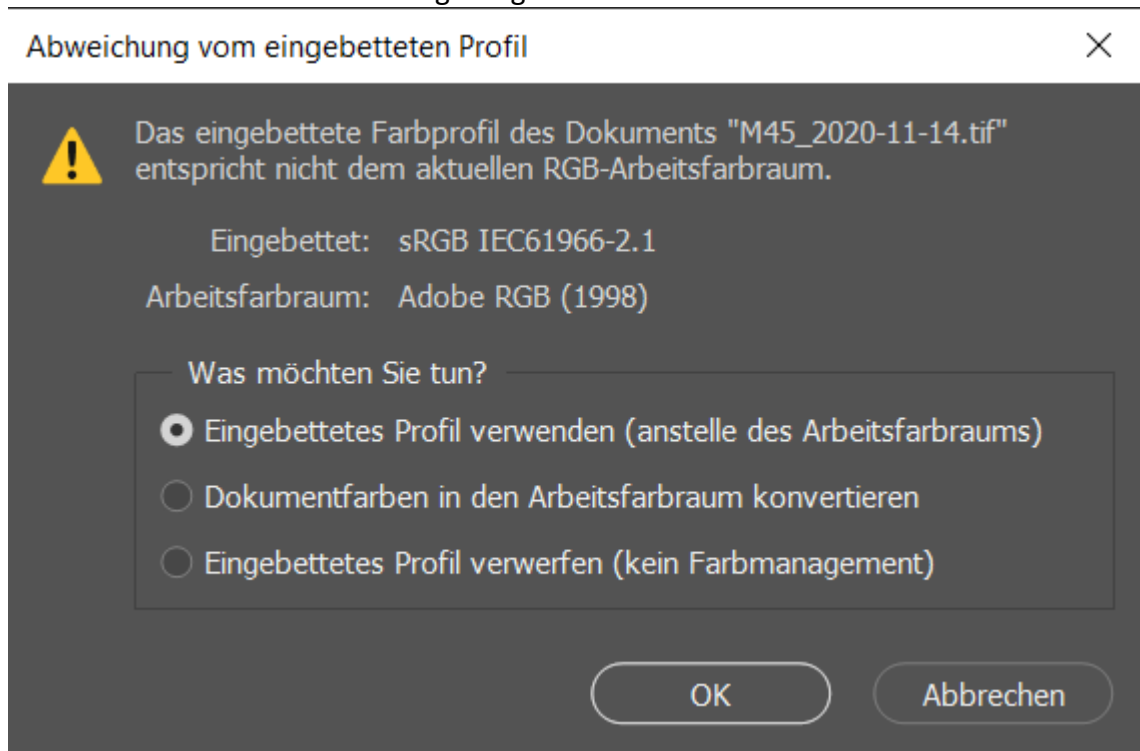 Abweichung vom eingebetteten Profil
Das eingebettete Farbprofil des Dokuments "M45_2020-11-14.tif"
entspricht nicht dem aktuellen RGB-Arbeitsfarbraum.
Eingebettet: sRGB IEC61966-2.1
Arbeitsfarbraum: Adobe RGB (1998)
Was möchten Sie tun?
Eingebettetes Profil verwenden (anstelle des Arbeitsfarbraums)
Dokumentfarben in den Arbeitsfarbraum konvertieren
Eingebettetes Profil verwerfen (kein Farbmanagement)
OK Abbrechen